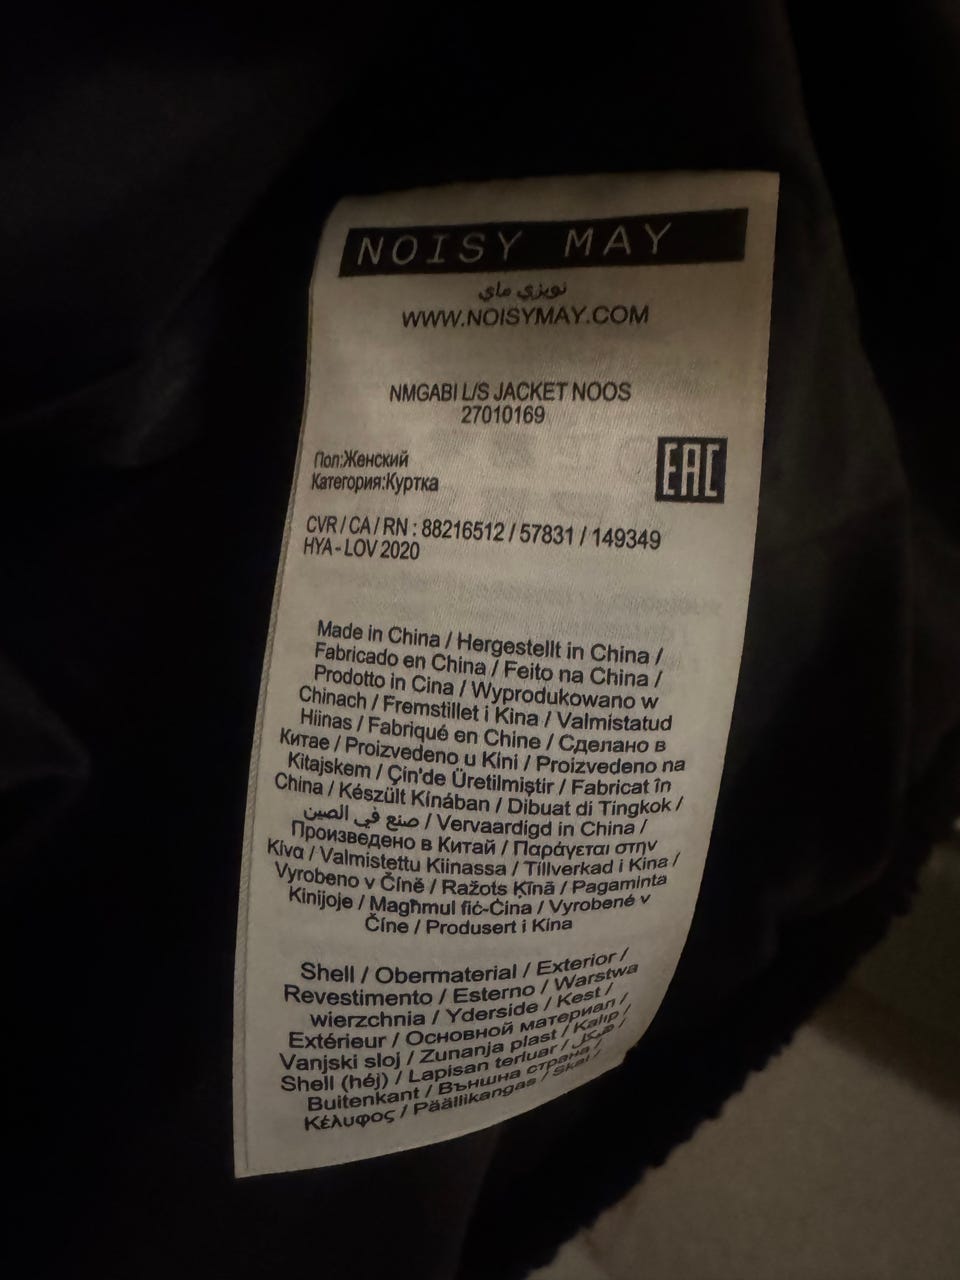 NOISY MAY
نويزي ماي
WWW.NOISYMAY.COM
NMGABI L/S JACKET NOOS
27010169
Пол:Женский
Категория:Куртка
EAC
CVR / CA / RN : 88216512 / 57831 / 149349
HYA - LOV 2020
Made in China / Hergestellt in China /
Fabricado en China / Feito na China /
Prodotto in Cina / Wyprodukowano w
Chinach / Fremstillet i Kina / Valmistatud
Hiinas / Fabriqué en Chine / Сделано в
Китае / Proizvedeno u Kini / Proizvedeno na
Kitajskem / Çin'de Üretilmiştir / Fabricat în
China / Készült Kínában / Dibuat di Tingkok /
صنع في الصين / Vervaardigd in China /
Произведено в Китай / Παράγεται στην
Κίνα / Valmistettu Kiinassa / Tillverkad i Kina /
Vyrobeno v Číně / Ražots Ķīnā / Pagaminta
Kinijoje / Magħmul fiċ-Ċina / Vyrobené v
Číne / Produsert i Kina
Shell / Obermaterial / Exterior /
Revestimento / Esterno / Warstwa
wierzchnia / Yderside / Kest /
Extérieur / Основной материал /
Vanjski sloj / Zunanja plast / Kalıp /
Shell (héj) / Lapisan terluar / هيكل /
Buitenkant / Външна страна /
Κέλυφος / Päällikangas / Skal /